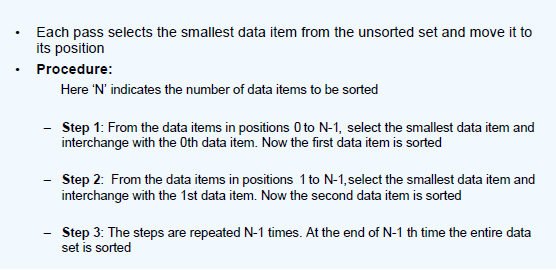 • Each pass selects the smallest data item from the unsorted set and move it to
its position
• Procedure:
Here 'N' indicates the number of data items to be sorted
– Step 1: From the data items in positions 0 to N-1, select the smallest data item and
interchange with the 0th data item. Now the first data item is sorted
– Step 2: From the data items in positions 1 to N-1, select the smallest data item and
interchange with the 1st data item. Now the second data item is sorted
– Step 3: The steps are repeated N-1 times. At the end of N-1 th time the entire data
set is sorted